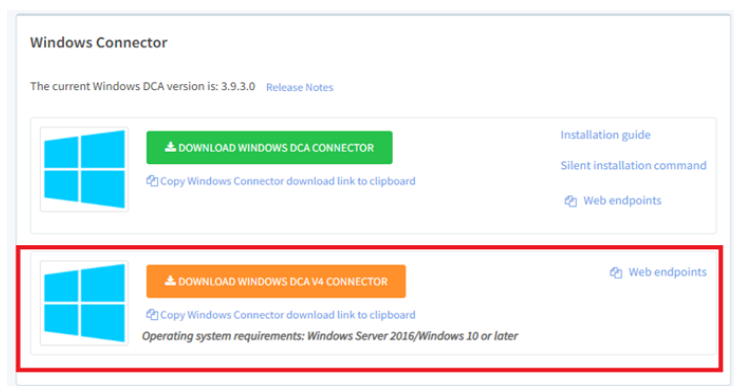 Windows Connector
The current Windows DCA version is: 3.9.3.0 Release Notes
DOWNLOAD WINDOWS DCA CONNECTOR
Copy Windows Connector download link to clipboard
Installation guide
Silent installation command
Web endpoints
DOWNLOAD WINDOWS DCA V4 CONNECTOR
Web endpoints
Copy Windows Connector download link to clipboard
Operating system requirements: Windows Server 2016/Windows 10 or later